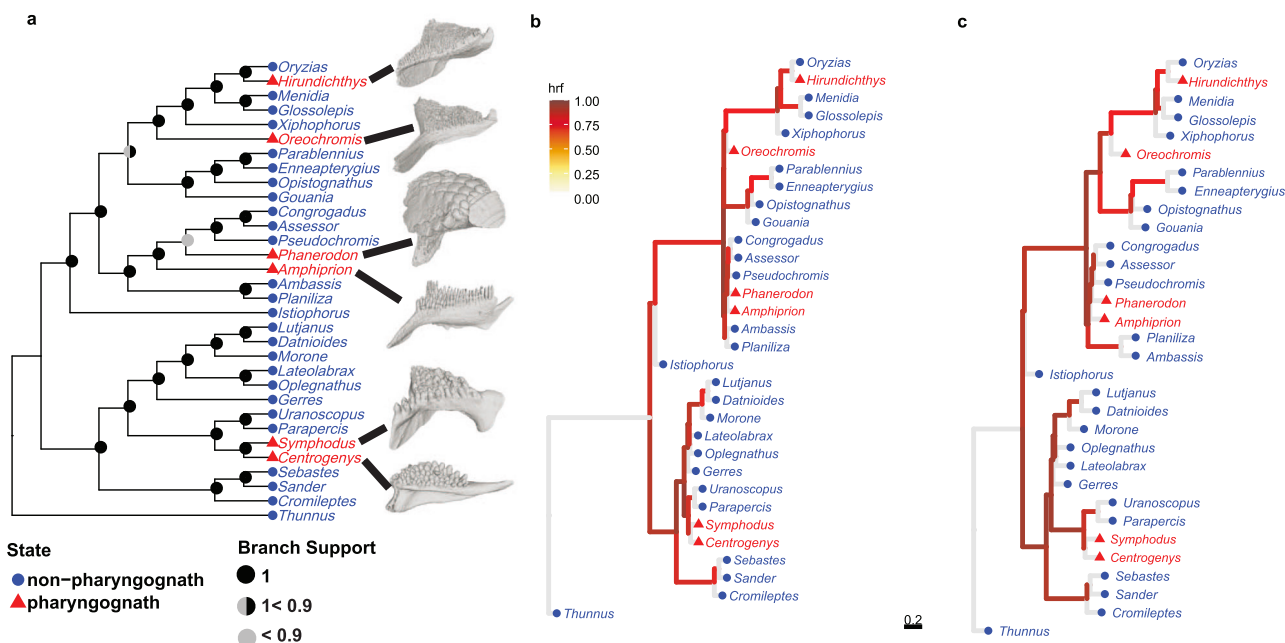 a
Oryzias
Hirundichthys
Menidia
Glossolepis
Xiphophorus
Oreochromis
Parablennius
Enneapterygius
Opistognathus
Gouania
Congrogadus
Assessor
Pseudochromis
Phanerodon
Amphiprion
Ambassis
Planiliza
Istiophorus
Lutjanus
Datnioides
Morone
Lateolabrax
Oplegnathus
Gerres
Uranoscopus
Parapercis
Symphodus
Centrogenys
Sebastes
Sander
Cromileptes
Thunnus
State
non−pharyngognath
pharyngognath
Branch Support
1
1< 0.9
< 0.9
b
hrf
1.00
0.75
0.50
0.25
0.00
Oryzias
Hirundichthys
Menidia
Glossolepis
Xiphophorus
Oreochromis
Parablennius
Enneapterygius
Opistognathus
Gouania
Congrogadus
Assessor
Pseudochromis
Phanerodon
Amphiprion
Ambassis
Planiliza
Istiophorus
Lutjanus
Datnioides
Morone
Lateolabrax
Oplegnathus
Gerres
Uranoscopus
Parapercis
Symphodus
Centrogenys
Sebastes
Sander
Cromileptes
Thunnus
0.2
c
Oryzias
Hirundichthys
Menidia
Glossolepis
Xiphophorus
Oreochromis
Parablennius
Enneapterygius
Opistognathus
Gouania
Congrogadus
Assessor
Pseudochromis
Phanerodon
Amphiprion
Planiliza
Ambassis
Istiophorus
Lutjanus
Datnioides
Morone
Oplegnathus
Lateolabrax
Gerres
Uranoscopus
Parapercis
Symphodus
Centrogenys
Sebastes
Sander
Cromileptes
Thunnus